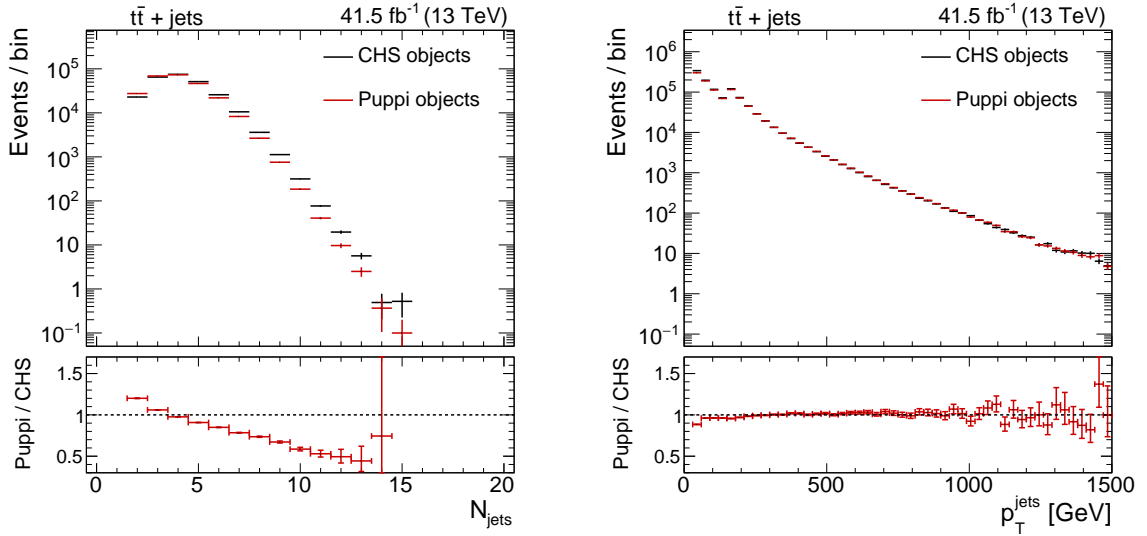 tt̄ + jets 41.5 fb⁻¹ (13 TeV)
CHS objects
Puppi objects
Events / bin
10⁵
10⁴
10³
10²
10
1
10⁻¹
Puppi / CHS
1.5
1
0.5
0 5 10 15 20
N_jets
tt̄ + jets 41.5 fb⁻¹ (13 TeV)
CHS objects
Puppi objects
Events / bin
10⁶
10⁵
10⁴
10³
10²
10
1
10⁻¹
Puppi / CHS
1.5
1
0.5
0 500 1000 1500
p_T^jets [GeV]